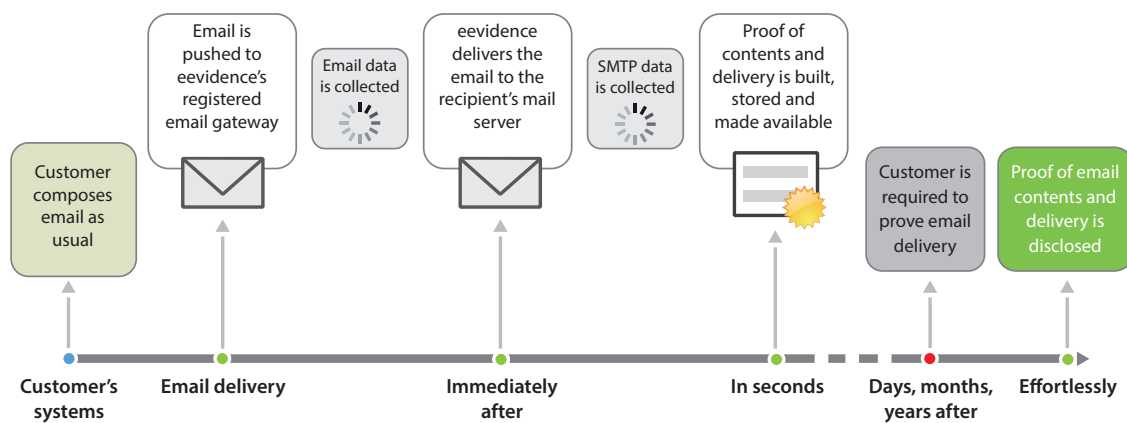 Customer
composes
email as
usual
Email is
pushed to
eevidence’s
registered
email gateway
Email data
is collected
eevidence
delivers the
email to the
recipient’s mail
server
SMTP data
is collected
Proof of
contents and
delivery is built,
stored and
made available
Customer is
required to
prove email
delivery
Proof of email
contents and
delivery is
disclosed
Customer’s
systems
Email delivery
Immediately
after
In seconds
Days, months,
years after
Effortlessly